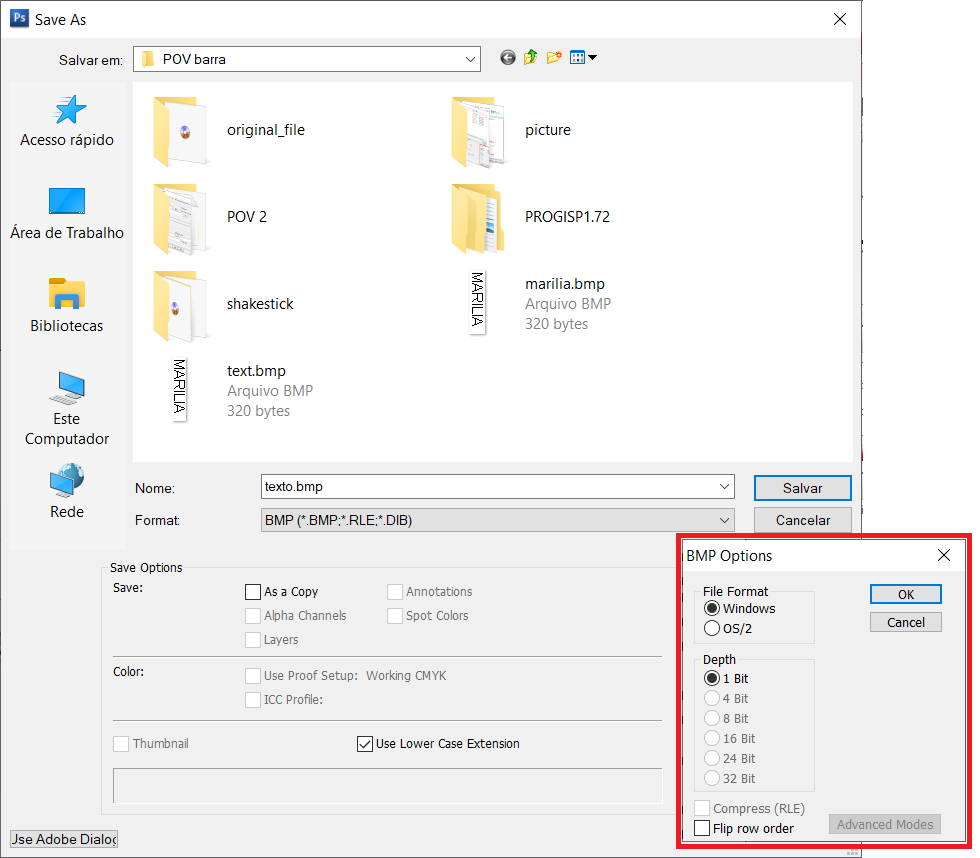 Ps Save As
Salvar em: POV barra
Acesso rápido
Área de Trabalho
Bibliotecas
Este
Computador
Rede
original_file
picture
POV 2
PROGISP1.72
shakestick
MARILIA
marilia.bmp
Arquivo BMP
320 bytes
MARILIA
text.bmp
Arquivo BMP
320 bytes
Nome: texto.bmp Salvar
Format: BMP (*.BMP;*.RLE;*.DIB) Cancelar
Save Options
Save:
As a Copy Annotations
Alpha Channels Spot Colors
Layers
Color:
Use Proof Setup: Working CMYK
ICC Profile:
Thumbnail Use Lower Case Extension
Jse Adobe Dialog
BMP Options
File Format
Windows
OS/2
OK
Cancel
Depth
1 Bit
4 Bit
8 Bit
16 Bit
24 Bit
32 Bit
Compress (RLE)
Flip row order
Advanced Modes